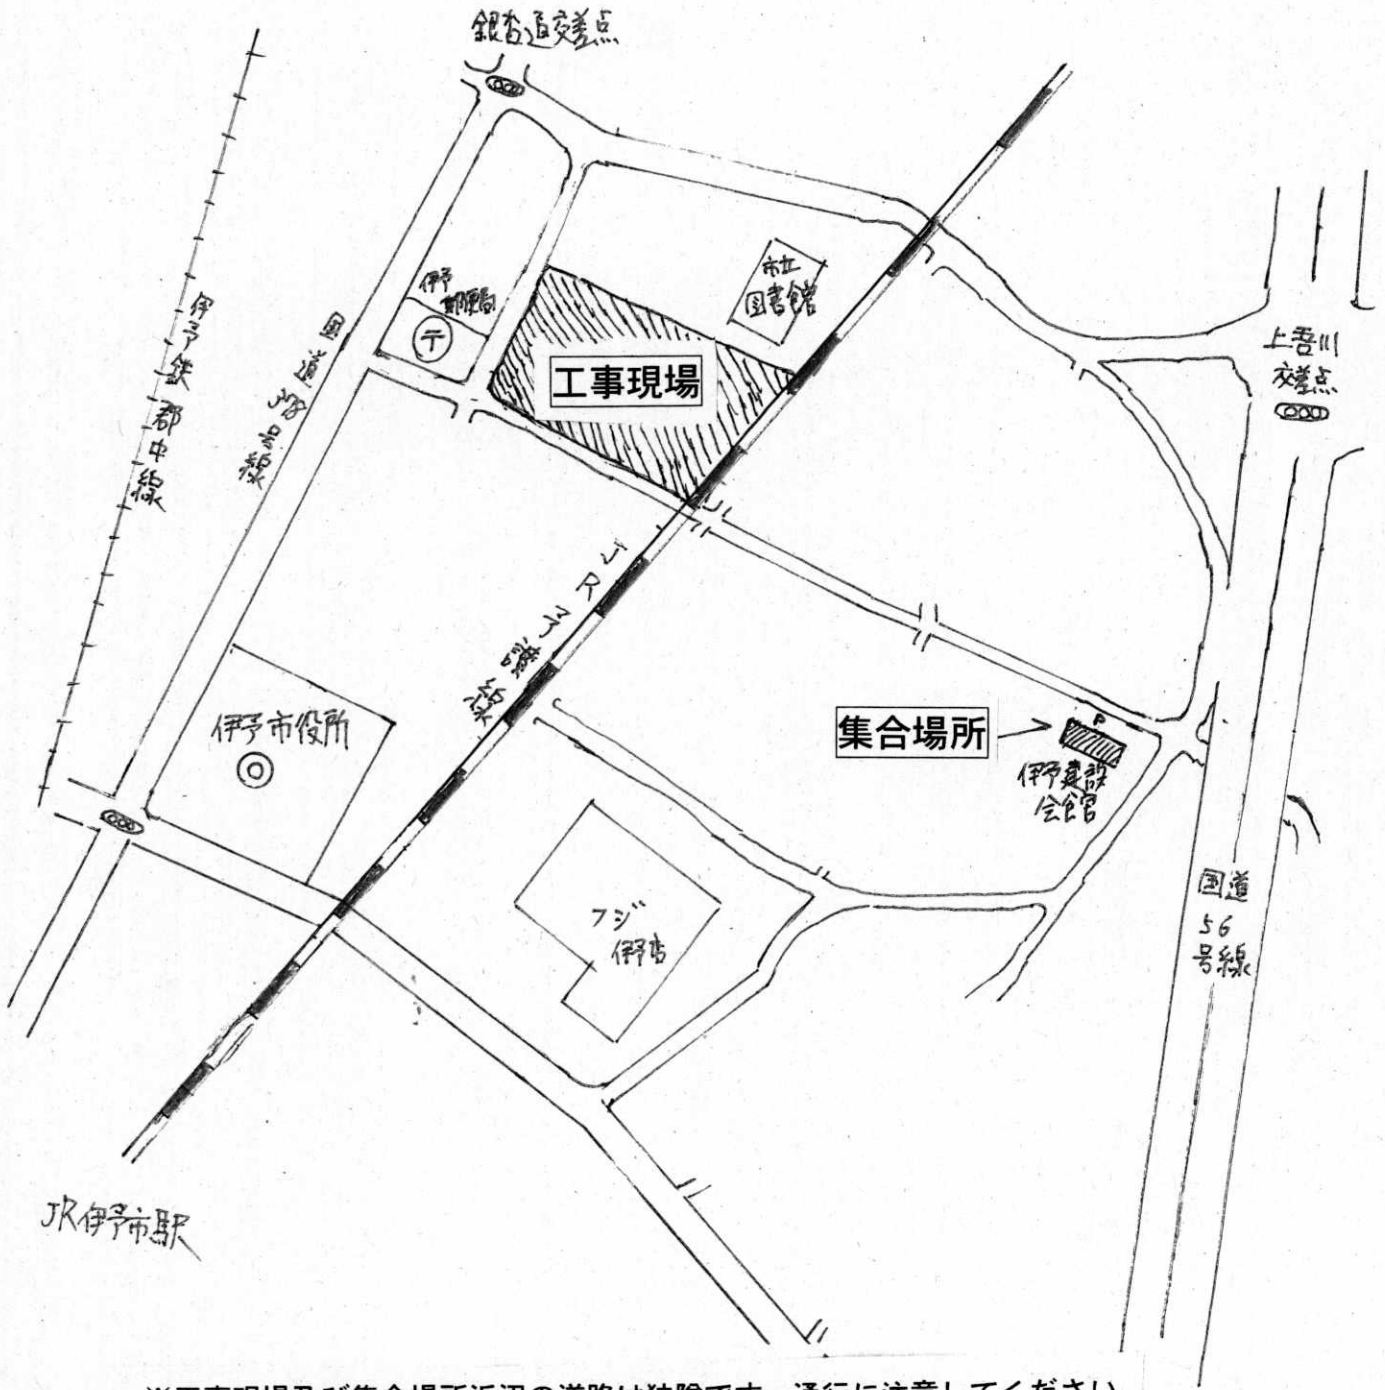 銀杏道交差点
伊予
郵便局
〒
市立
図書館
工事現場
上吾川
交差点
伊予鉄郡中線
国道378号線
JR予讃線
集合場所
P
伊予建設
会館
伊予市役所
フジ
伊予店
国道
56
号線
JR伊予市駅